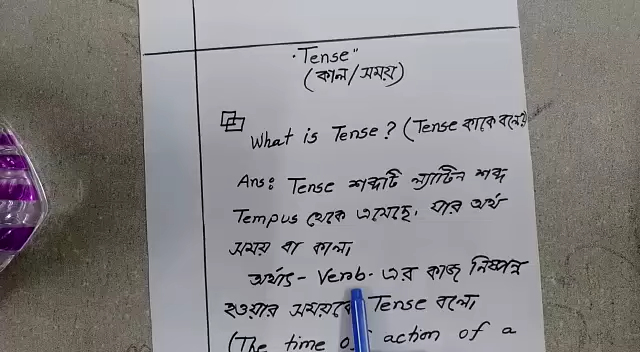 "Tense"
(কাল/সময়)
What is Tense? (Tense কাকে বলে?)
Ans: Tense শব্দটি ল্যাটিন শব্দ
Tempus থেকে এসেছে, যার অর্থ
সময় বা কাল।
অর্থাৎ - Verb. এর কাজ নিষ্পন্ন
হওয়ার সময়কে Tense বলে।
(The time of action of a